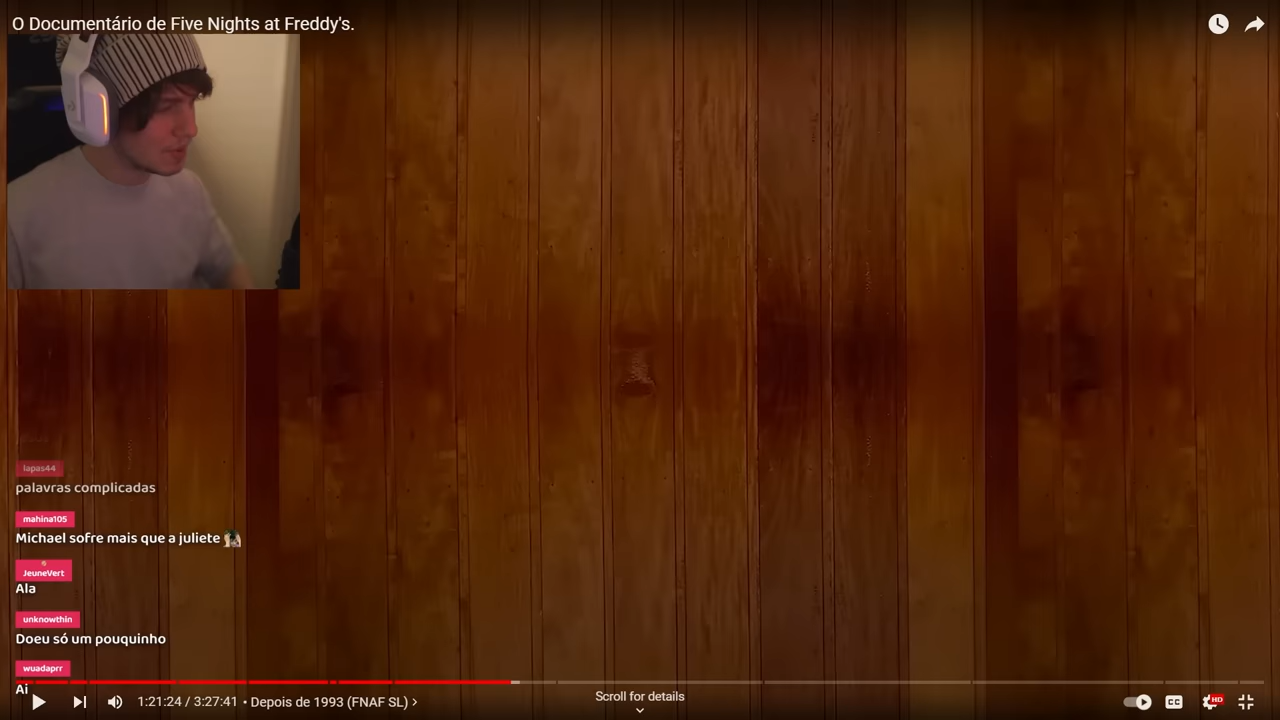 O Documentário de Five Nights at Freddy's.
lapas44
palavras complicadas
mahina105
Michael sofre mais que a juliete
JeuneVert
Ala
unknowthin
Doeu só um pouquinho
wuadaprr
Ai
1:21:24 / 3:27:41 • Depois de 1993 (FNAF SL) >
Scroll for details
CC
HD